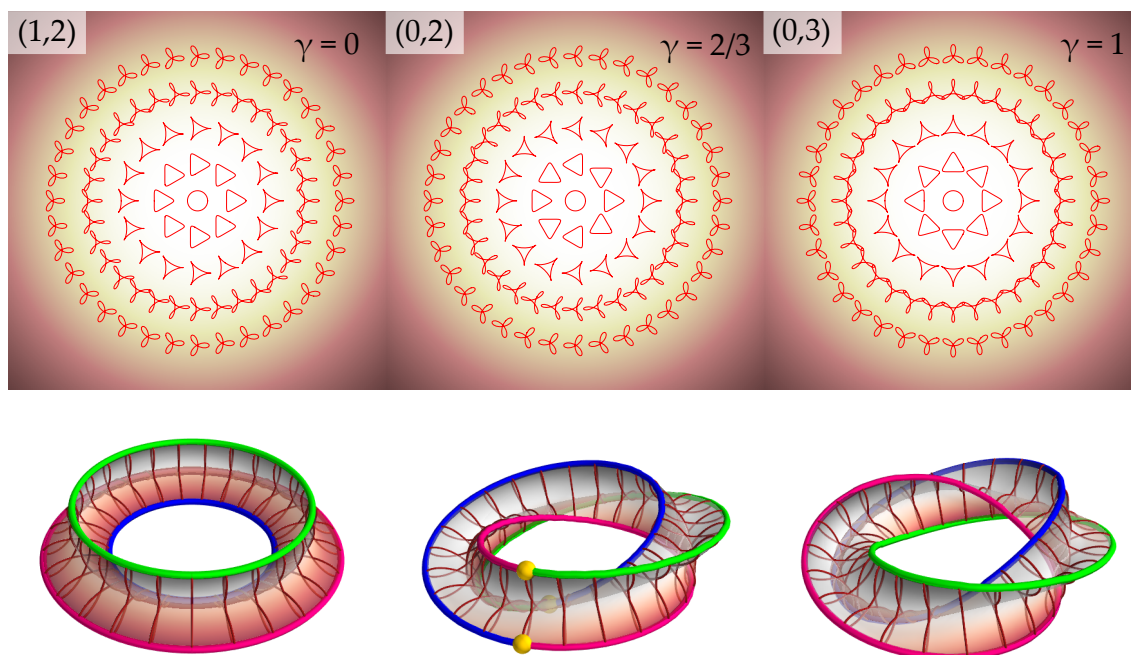 (1,2)
γ = 0
(0,2)
γ = 2/3
(0,3)
γ = 1